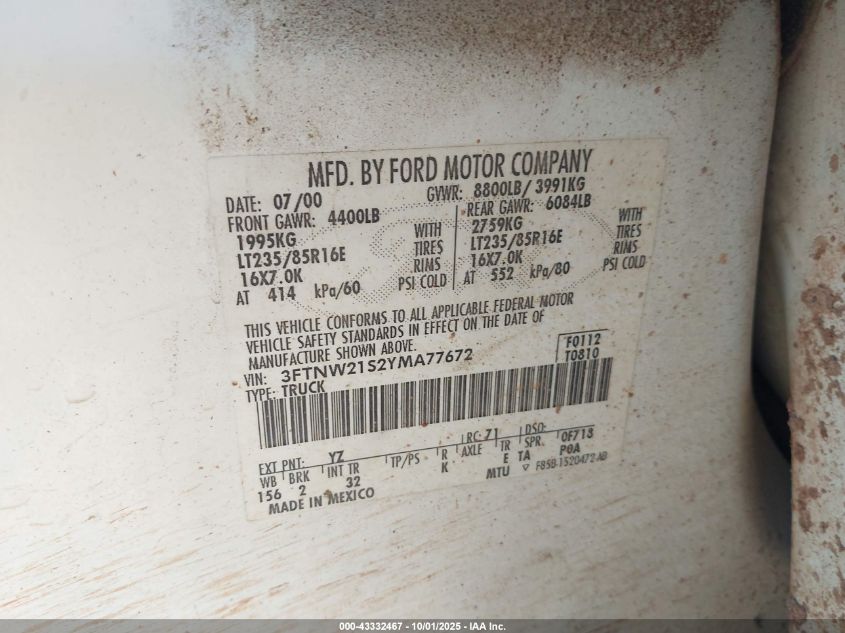 MFD. BY FORD MOTOR COMPANY
DATE: 07/00 GVWR: 8800LB/ 3991KG
FRONT GAWR: 4400LB REAR GAWR: 6084LB
1995KG WITH 2759KG WITH
LT235/85R16E TIRES LT235/85R16E TIRES
16X7.0K RIMS 16X7.0K RIMS
AT 414 kPa/60 PSI COLD AT 552 kPa/80 PSI COLD
THIS VEHICLE CONFORMS TO ALL APPLICABLE FEDERAL MOTOR
VEHICLE SAFETY STANDARDS IN EFFECT ON THE DATE OF
MANUFACTURE SHOWN ABOVE.
F0112
VIN: 3FTNW21S2YMA77672
T0810
TYPE: TRUCK
EXT PNT: YZ RC: 71 DSO:
WB BRK INT TR TP/PS R AXLE TR SPR 0F713
156 2 32 K E TA P0A
MTU F85B-1520472-AB
MADE IN MEXICO
000-43332467 - 10/01/2025 - IAA Inc.